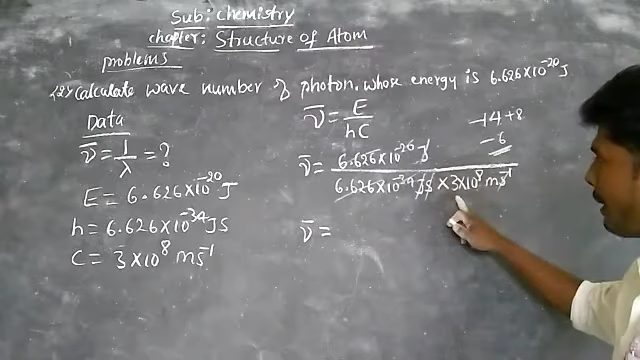 Sub: chemistry
chapter: Structure of Atom
problems
(2) Calculate wave number of photon. whose energy is 6.626×10⁻²⁰ J
Data
ν̄ = 1/λ = ?
E = 6.626×10⁻²⁰ J
h = 6.626×10⁻³⁴ JS
C = 3×10⁸ ms⁻¹
ν̄ = E/hC
ν̄ = 6.626×10⁻²⁰ J
6.626×10⁻³⁴ JS × 3×10⁸ ms⁻¹
ν̄ =
-14+8
-6